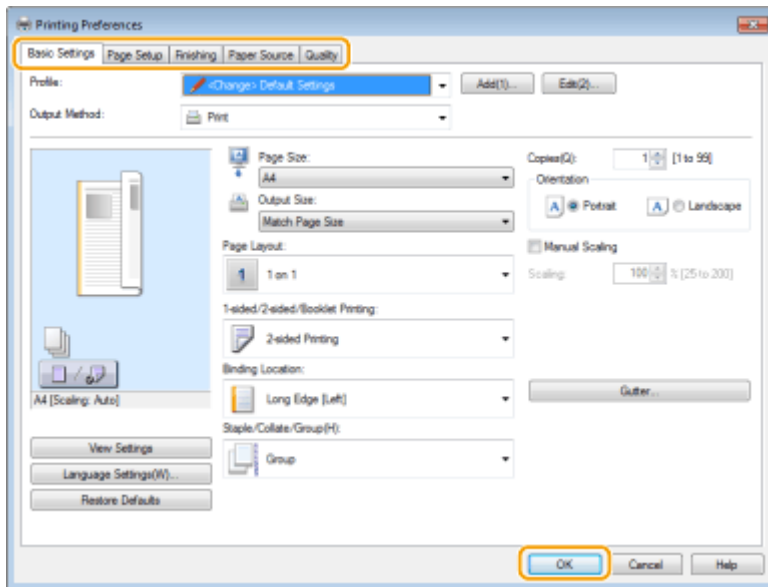 Printing Preferences
Basic Settings Page Setup Finishing Paper Source Quality
Profile: <Change> Default Settings Add(1)... Edit(2)...
Output Method: Print
Page Size: Copies(Q): 1 [1 to 99]
A4 Orientation
Output Size: A Portrait A Landscape
Match Page Size
Page Layout: Manual Scaling
1 1 on 1 Scaling: 100 % [25 to 200]
1-sided/2-sided/Booklet Printing:
2-sided Printing
Binding Location:
Long Edge [Left] Gutter...
A4 [Scaling: Auto]
Staple/Collate/Group(H):
View Settings
Group
Language Settings(W)...
Restore Defaults
OK Cancel Help